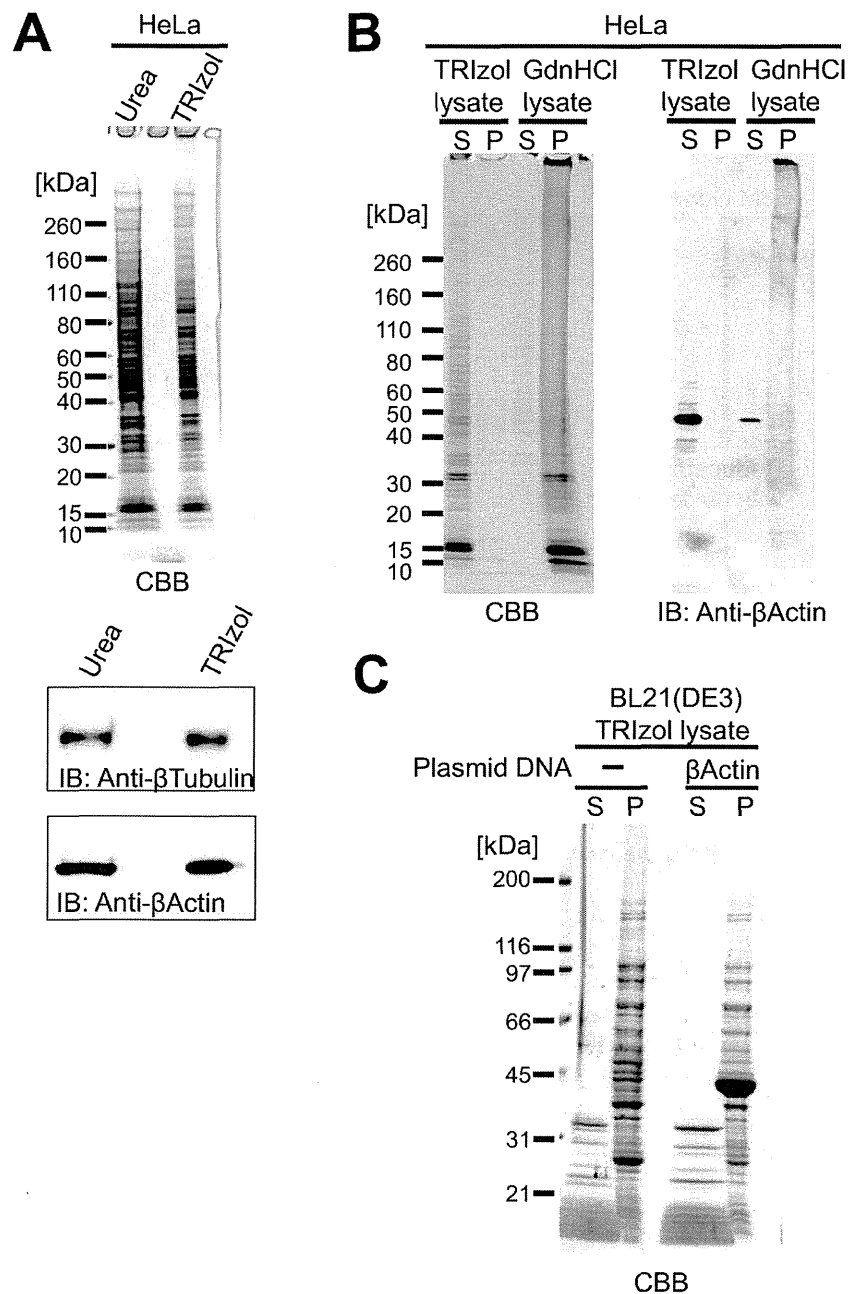 A
HeLa
Urea TRIzol
[kDa]
260
160
110
80
60
50
40
30
20
15
10
CBB
Urea TRIzol
IB: Anti-βTubulin
IB: Anti-βActin
B
HeLa
TRIzol GdnHCl TRIzol GdnHCl
lysate lysate lysate lysate
S P S P S P S P
[kDa]
260
160
110
80
60
50
40
30
20
15
10
CBB IB: Anti-βActin
C
BL21(DE3)
TRIzol lysate
Plasmid DNA − βActin
S P S P
[kDa]
200
116
97
66
45
31
21
CBB